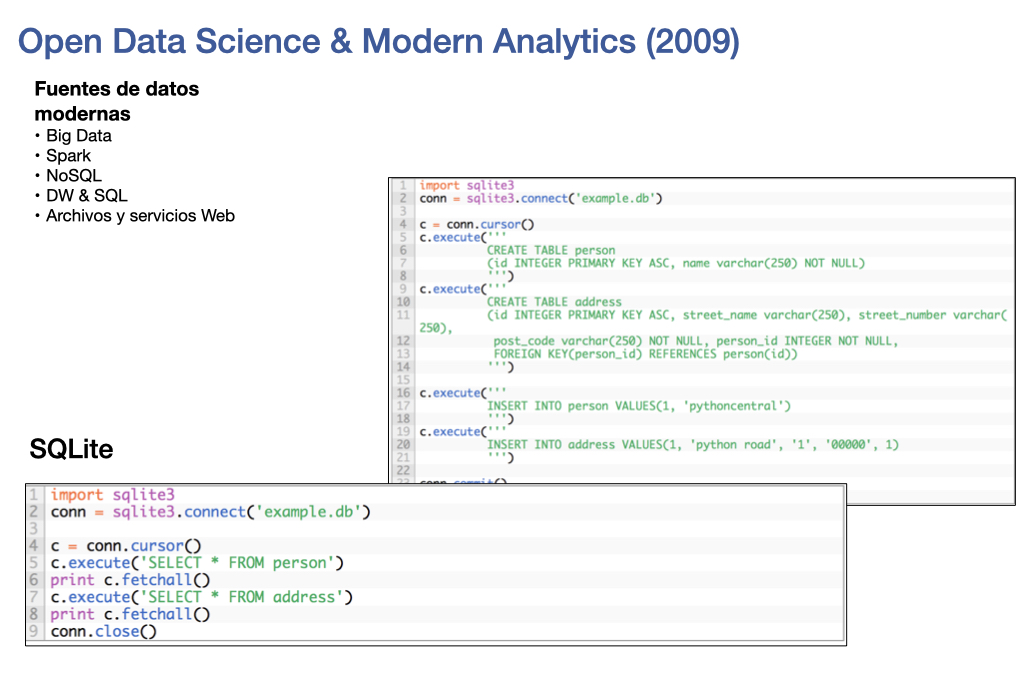 Open Data Science & Modern Analytics (2009)
Fuentes de datos
modernas
• Big Data
• Spark
• NoSQL
• DW & SQL
• Archivos y servicios Web
1 import sqlite3
2 conn = sqlite3.connect('example.db')
3
4 c = conn.cursor()
5 c.execute('''
6 CREATE TABLE person
7 (id INTEGER PRIMARY KEY ASC, name varchar(250) NOT NULL)
8 ''')
9 c.execute('''
10 CREATE TABLE address
11 (id INTEGER PRIMARY KEY ASC, street_name varchar(250), street_number varchar(
250),
12 post_code varchar(250) NOT NULL, person_id INTEGER NOT NULL,
13 FOREIGN KEY(person_id) REFERENCES person(id))
14 ''')
15
16 c.execute('''
17 INSERT INTO person VALUES(1, 'pythoncentral')
18 ''')
19 c.execute('''
20 INSERT INTO address VALUES(1, 'python road', '1', '00000', 1)
21 ''')
22
23 conn.commit()
SQLite
1 import sqlite3
2 conn = sqlite3.connect('example.db')
3
4 c = conn.cursor()
5 c.execute('SELECT * FROM person')
6 print c.fetchall()
7 c.execute('SELECT * FROM address')
8 print c.fetchall()
9 conn.close()